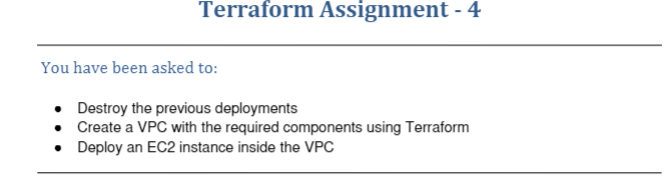 Terraform Assignment - 4
You have been asked to:
● Destroy the previous deployments
● Create a VPC with the required components using Terraform
● Deploy an EC2 instance inside the VPC